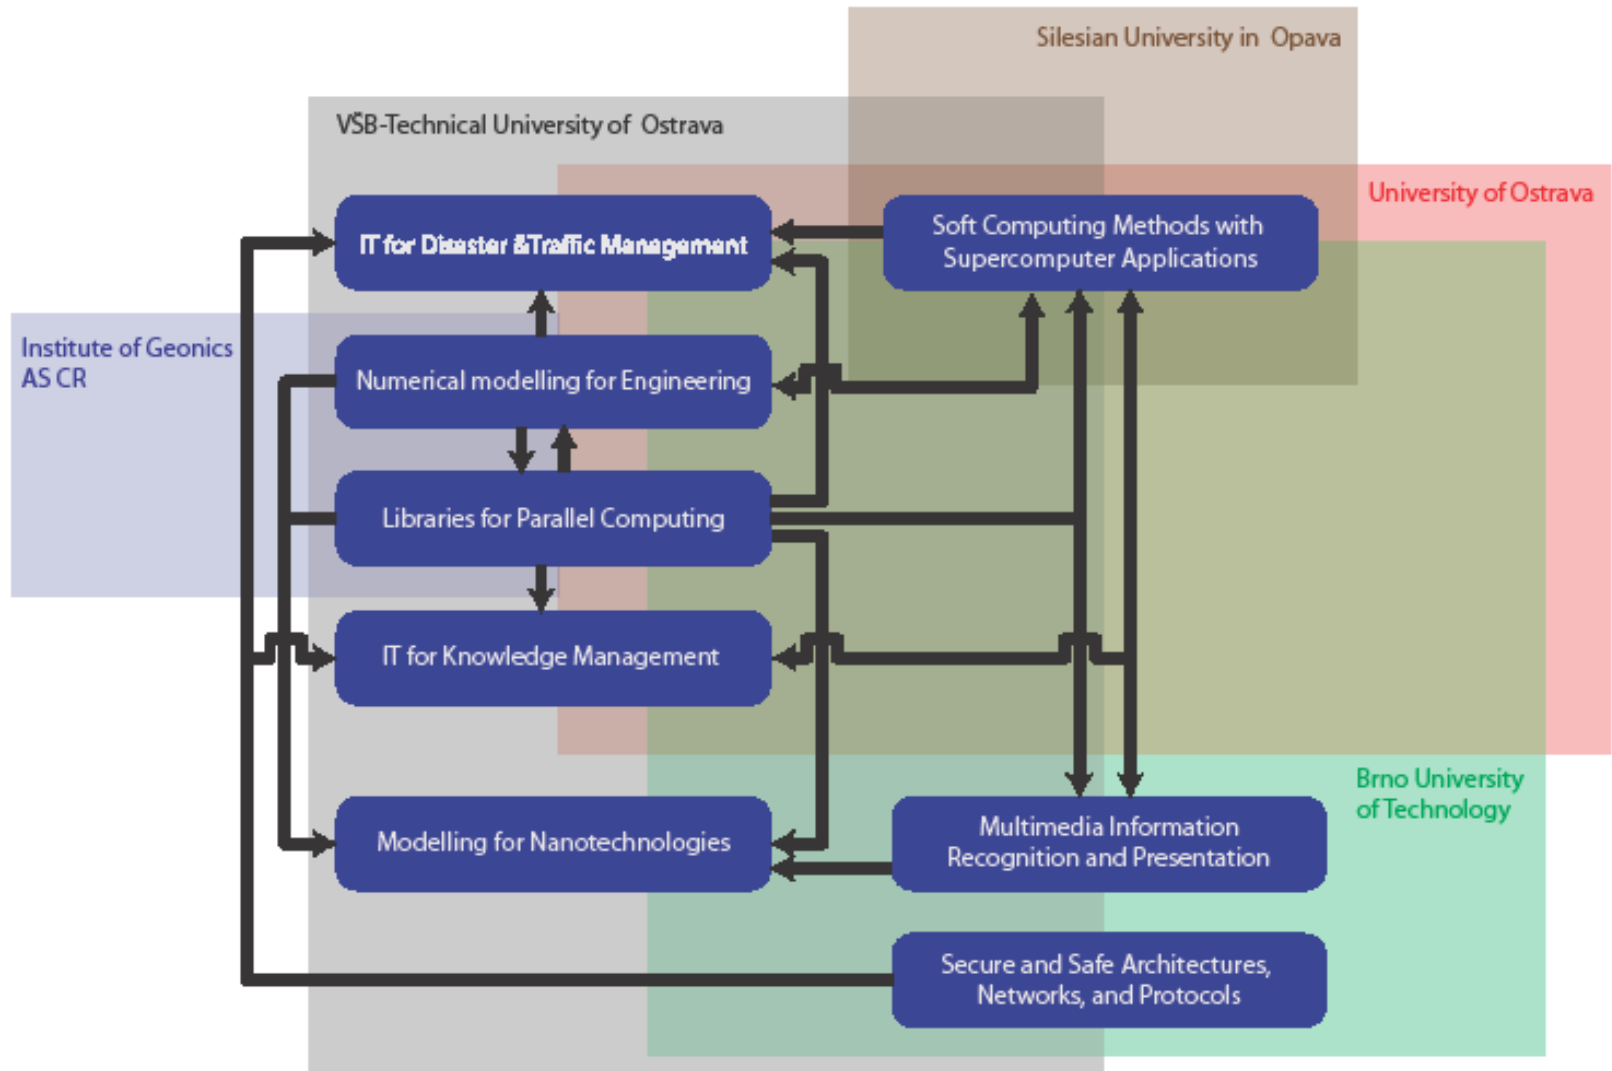 Silesian University in Opava
VŠB-Technical University of Ostrava
University of Ostrava
IT for Disaster &Traffic Management
Soft Computing Methods with
Supercomputer Applications
Institute of Geonics
AS CR
Numerical modelling for Engineering
Libraries for Parallel Computing
IT for Knowledge Management
Brno University
of Technology
Modelling for Nanotechnologies
Multimedia Information
Recognition and Presentation
Secure and Safe Architectures,
Networks, and Protocols